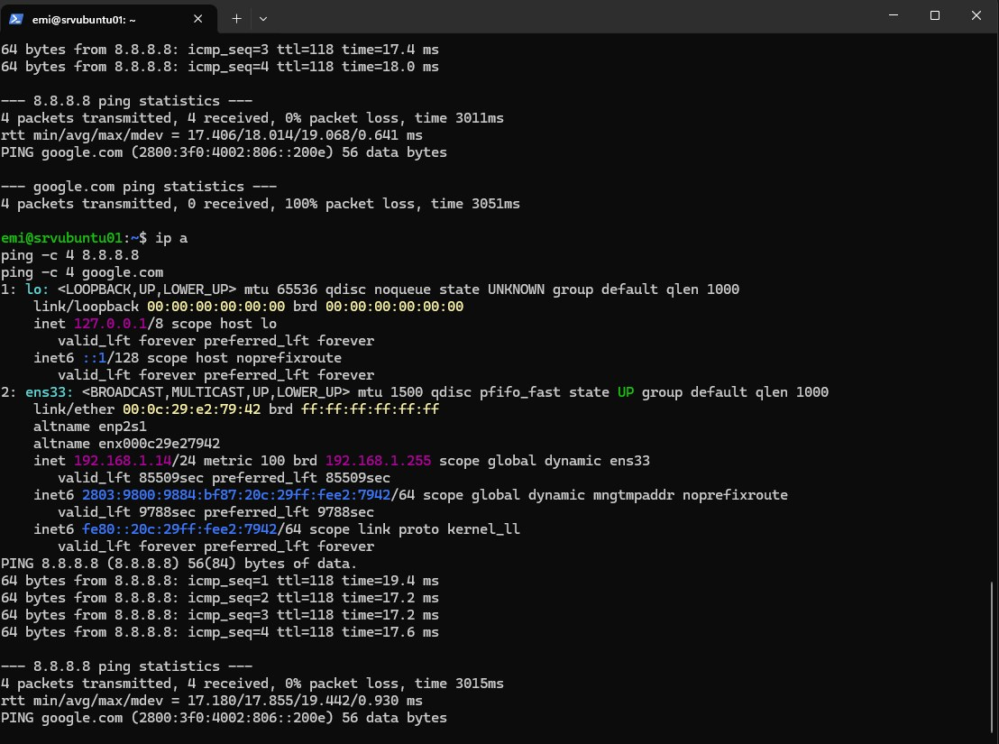 emi@srvubuntu01: ~
64 bytes from 8.8.8.8: icmp_seq=3 ttl=118 time=17.4 ms
64 bytes from 8.8.8.8: icmp_seq=4 ttl=118 time=18.0 ms

--- 8.8.8.8 ping statistics ---
4 packets transmitted, 4 received, 0% packet loss, time 3011ms
rtt min/avg/max/mdev = 17.406/18.014/19.068/0.641 ms
PING google.com (2800:3f0:4002:806::200e) 56 data bytes

--- google.com ping statistics ---
4 packets transmitted, 0 received, 100% packet loss, time 3051ms

emi@srvubuntu01:~$ ip a
ping -c 4 8.8.8.8
ping -c 4 google.com
1: lo: <LOOPBACK,UP,LOWER_UP> mtu 65536 qdisc noqueue state UNKNOWN group default qlen 1000
    link/loopback 00:00:00:00:00:00 brd 00:00:00:00:00:00
    inet 127.0.0.1/8 scope host lo
       valid_lft forever preferred_lft forever
    inet6 ::1/128 scope host noprefixroute
       valid_lft forever preferred_lft forever
2: ens33: <BROADCAST,MULTICAST,UP,LOWER_UP> mtu 1500 qdisc pfifo_fast state UP group default qlen 1000
    link/ether 00:0c:29:e2:79:42 brd ff:ff:ff:ff:ff:ff
    altname enp2s1
    altname enx000c29e27942
    inet 192.168.1.14/24 metric 100 brd 192.168.1.255 scope global dynamic ens33
       valid_lft 85509sec preferred_lft 85509sec
    inet6 2803:9800:9884:bf87:20c:29ff:fee2:7942/64 scope global dynamic mngtmpaddr noprefixroute
       valid_lft 9788sec preferred_lft 9788sec
    inet6 fe80::20c:29ff:fee2:7942/64 scope link proto kernel_ll
       valid_lft forever preferred_lft forever
PING 8.8.8.8 (8.8.8.8) 56(84) bytes of data.
64 bytes from 8.8.8.8: icmp_seq=1 ttl=118 time=19.4 ms
64 bytes from 8.8.8.8: icmp_seq=2 ttl=118 time=17.2 ms
64 bytes from 8.8.8.8: icmp_seq=3 ttl=118 time=17.2 ms
64 bytes from 8.8.8.8: icmp_seq=4 ttl=118 time=17.6 ms

--- 8.8.8.8 ping statistics ---
4 packets transmitted, 4 received, 0% packet loss, time 3015ms
rtt min/avg/max/mdev = 17.180/17.855/19.442/0.930 ms
PING google.com (2800:3f0:4002:806::200e) 56 data bytes